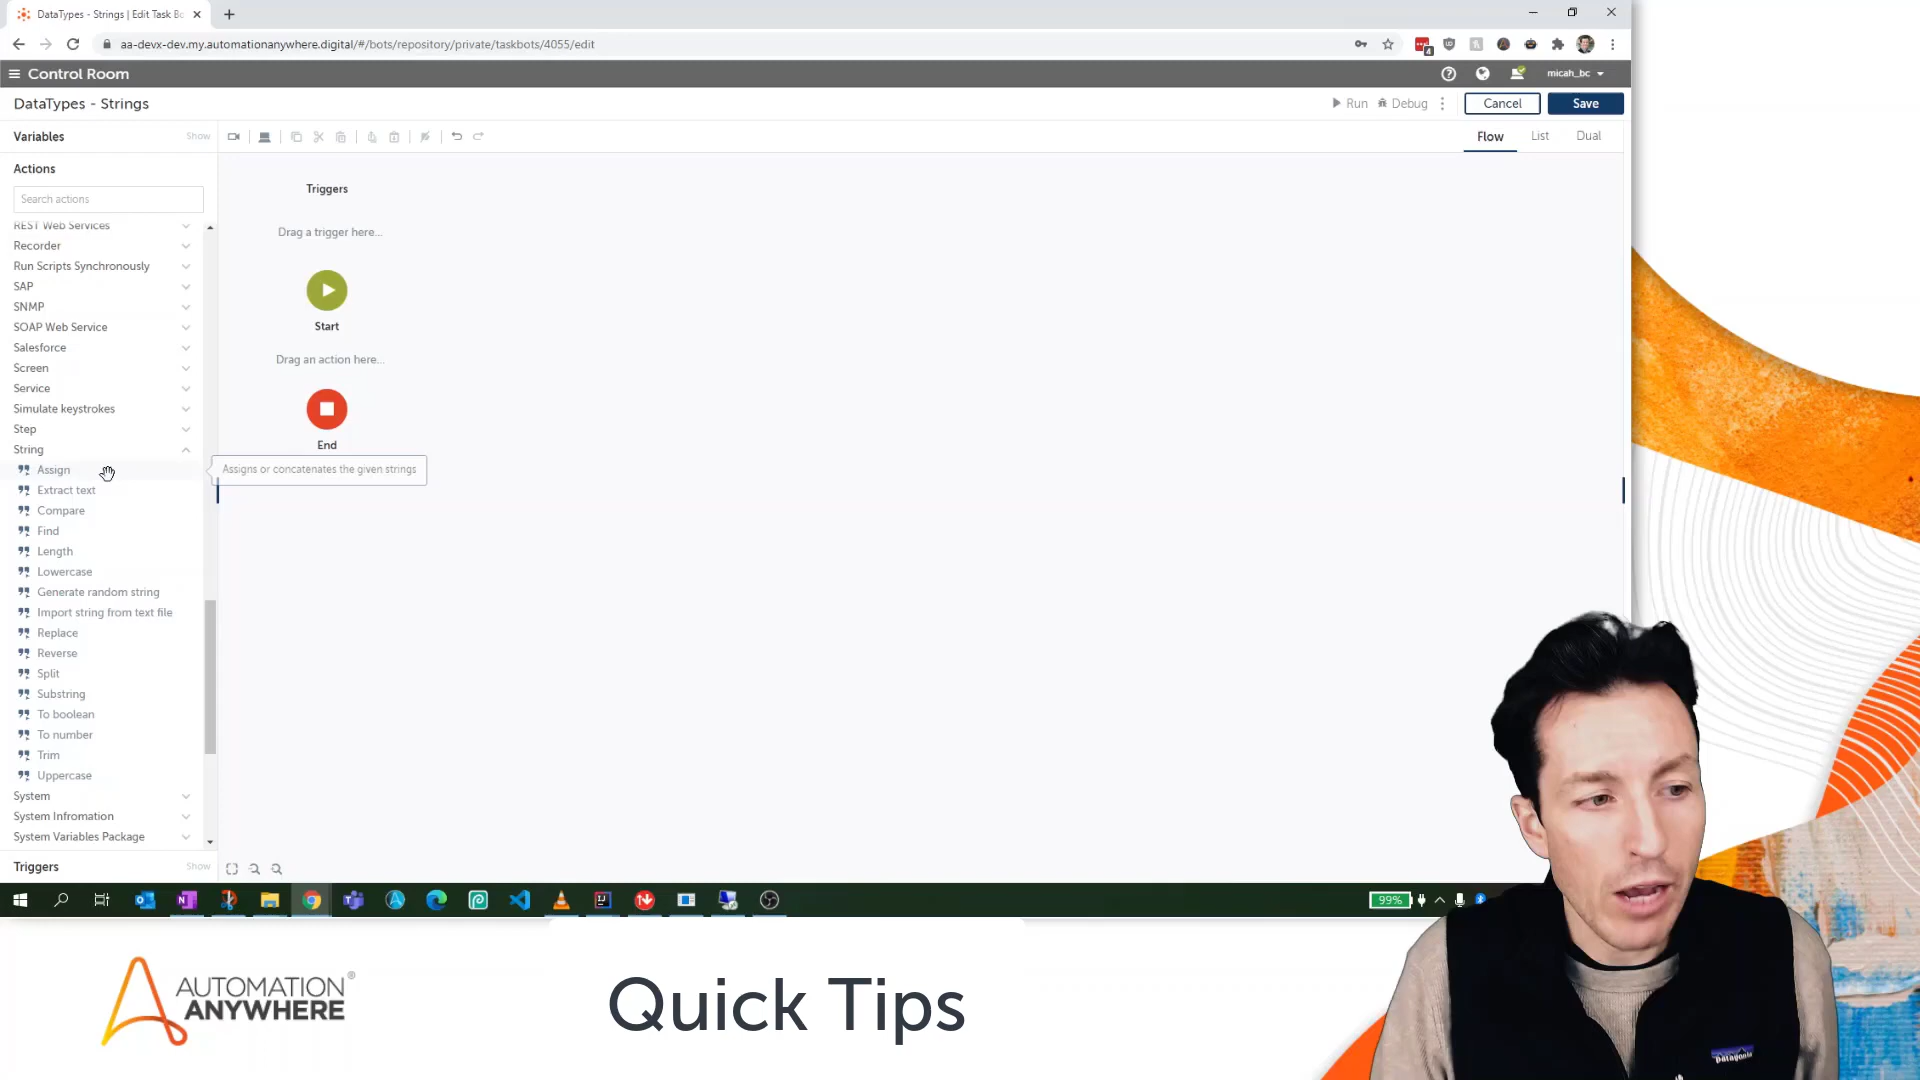 DataTypes - Strings | Edit Task Bo
aa-devx-dev.my.automationanywhere.digital/#/bots/repository/private/taskbots/4055/edit
Control Room
micah_bc
DataTypes - Strings
Run
Debug
Cancel
Save
Variables
Show
Flow
List
Dual
Actions
Search actions
REST Web Services
Recorder
Run Scripts Synchronously
SAP
SNMP
SOAP Web Service
Salesforce
Screen
Service
Simulate keystrokes
Step
String
Assign
Extract text
Compare
Find
Length
Lowercase
Generate random string
Import string from text file
Replace
Reverse
Split
Substring
To boolean
To number
Trim
Uppercase
System
System Infromation
System Variables Package
Triggers
Show
Triggers
Drag a trigger here...
Start
Drag an action here...
End
Assigns or concatenates the given strings
99%
AUTOMATION
ANYWHERE
®
Quick Tips
patagonia